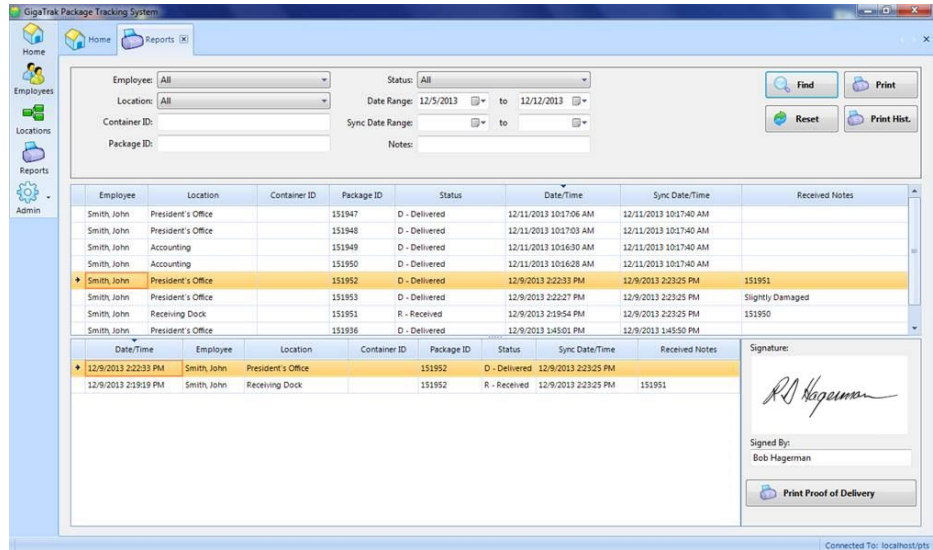 GigaTrak Package Tracking System
Home
Employees
Locations
Reports
Admin
Home Reports
Employee: All Status: All
Location: All Date Range: 12/5/2013 to 12/12/2013
Container ID: Sync Date Range: to
Package ID: Notes:
Find Print
Reset Print Hist.
Employee Location Container ID Package ID Status Date/Time Sync Date/Time Received Notes
Smith, John President's Office 151947 D - Delivered 12/11/2013 10:17:06 AM 12/11/2013 10:17:40 AM
Smith, John President's Office 151948 D - Delivered 12/11/2013 10:17:03 AM 12/11/2013 10:17:40 AM
Smith, John Accounting 151949 D - Delivered 12/11/2013 10:16:30 AM 12/11/2013 10:17:40 AM
Smith, John Accounting 151950 D - Delivered 12/11/2013 10:16:28 AM 12/11/2013 10:17:40 AM
Smith, John President's Office 151952 D - Delivered 12/9/2013 2:22:33 PM 12/9/2013 2:23:25 PM 151951
Smith, John President's Office 151953 D - Delivered 12/9/2013 2:22:27 PM 12/9/2013 2:23:25 PM Slightly Damaged
Smith, John Receiving Dock 151951 R - Received 12/9/2013 2:19:54 PM 12/9/2013 2:23:25 PM 151950
Smith, John President's Office 151936 D - Delivered 12/9/2013 1:45:01 PM 12/9/2013 1:45:50 PM
Date/Time Employee Location Container ID Package ID Status Sync Date/Time Received Notes
12/9/2013 2:22:33 PM Smith, John President's Office 151952 D - Delivered 12/9/2013 2:23:25 PM
12/9/2013 2:19:19 PM Smith, John Receiving Dock 151952 R - Received 12/9/2013 2:23:25 PM 151951
Signature:
RD Hagerman
Signed By:
Bob Hagerman
Print Proof of Delivery
Connected To: localhost/pts